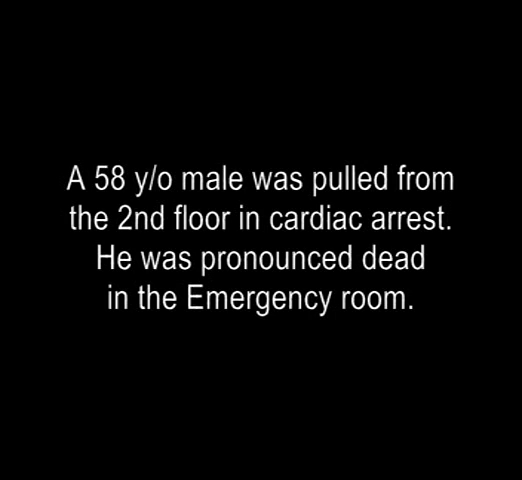 A 58 y/o male was pulled from
the 2nd floor in cardiac arrest.
He was pronounced dead
in the Emergency room.